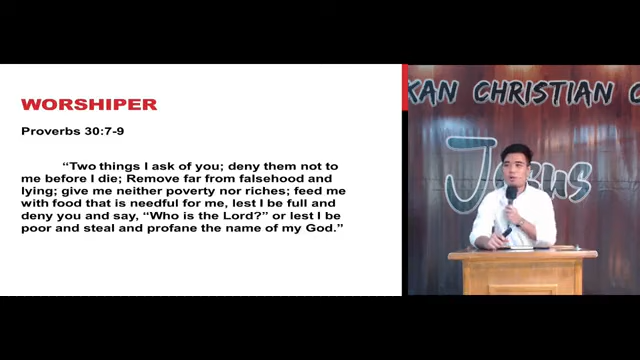 WORSHIPER
Proverbs 30:7-9
“Two things I ask of you; deny them not to
me before I die; Remove far from falsehood and
lying; give me neither poverty nor riches; feed me
with food that is needful for me, lest I be full and
deny you and say, “Who is the Lord?” or lest I be
poor and steal and profane the name of my God.”
KAN CHRISTIAN C
Jesus